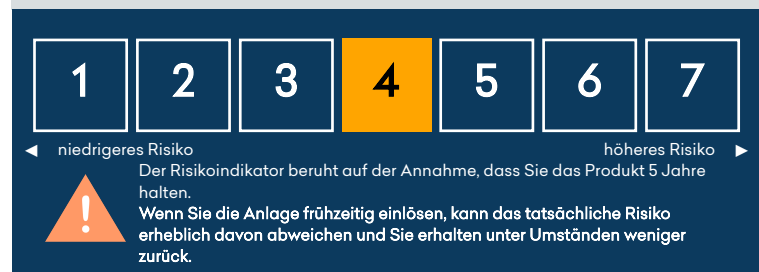 1 2 3 4 5 6 7
◄ niedrigeres Risiko höheres Risiko ►
Der Risikoindikator beruht auf der Annahme, dass Sie das Produkt 5 Jahre
halten.
Wenn Sie die Anlage frühzeitig einlösen, kann das tatsächliche Risiko
erheblich davon abweichen und Sie erhalten unter Umständen weniger
zurück.
!